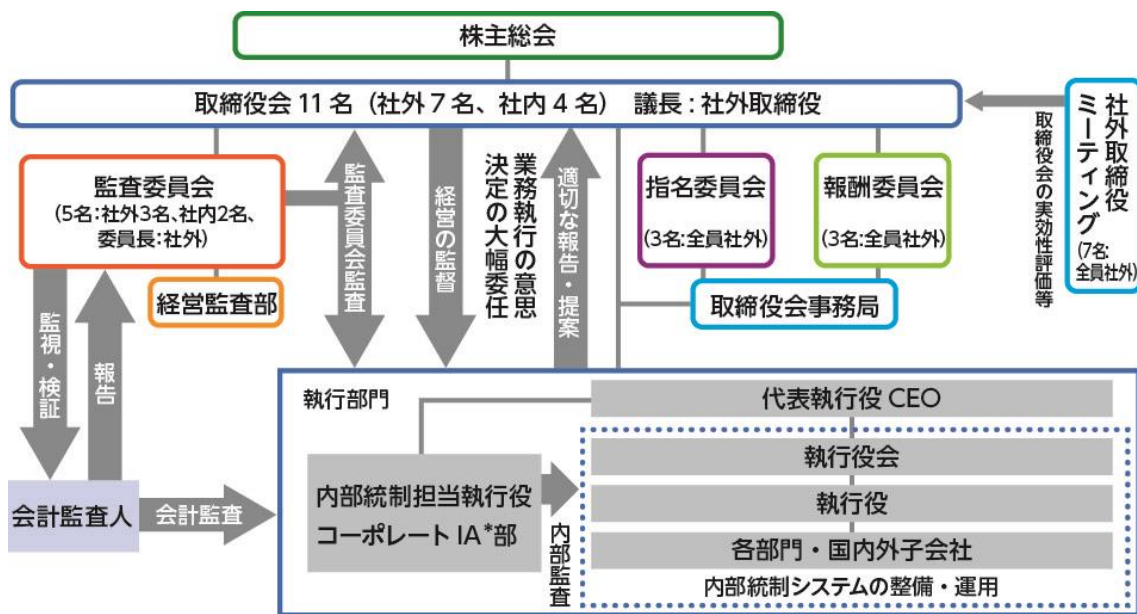 株主総会
取締役会 11 名（社外 7 名、社内 4 名）　議長：社外取締役
社外取締役
ミーティング
(7名:
全員社外)
取締役会の実効性評価等
監査委員会
(5名:社外3名、社内2名、
委員長:社外)
監査委員会監査
経営の監督
業務執行の意思
決定の大幅委任
適切な報告・提案
指名委員会
(3名:全員社外)
報酬委員会
(3名:全員社外)
経営監査部
取締役会事務局
監視・検証
報告
執行部門
代表執行役 CEO
執行役会
執行役
各部門・国内外子会社
内部統制システムの整備・運用
内部統制担当執行役
コーポレート IA*部
内部監査
会計監査人
会計監査